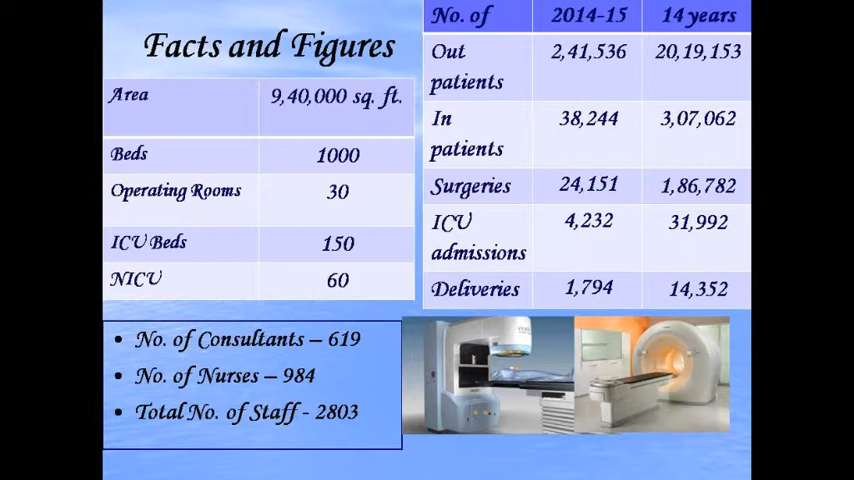 Facts and Figures
Area 9,40,000 sq. ft.
Beds 1000
Operating Rooms 30
ICU Beds 150
NICU 60
No. of 2014-15 14 years
Out 2,41,536 20,19,153
patients
In 38,244 3,07,062
patients
Surgeries 24,151 1,86,782
ICU 4,232 31,992
admissions
Deliveries 1,794 14,352
• No. of Consultants – 619
• No. of Nurses – 984
• Total No. of Staff - 2803